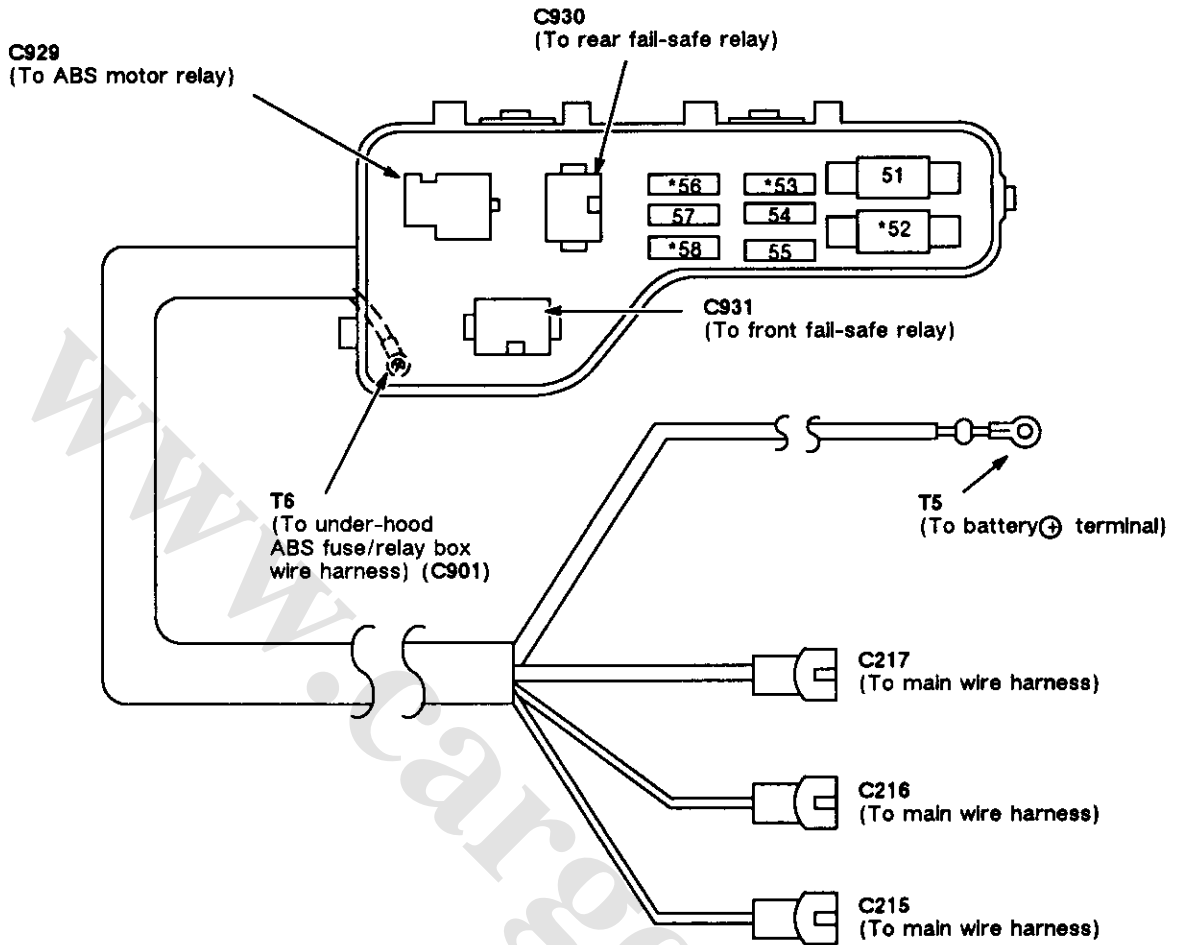 C930
(To rear fail-safe relay)
C929
(To ABS motor relay)
*56
*53
51
57
54
*52
*58
55
C931
(To front fail-safe relay)
T6
(To under-hood
ABS fuse/relay box
wire harness) (C901)
T5
(To battery⊕ terminal)
C217
(To main wire harness)
C216
(To main wire harness)
C215
(To main wire harness)